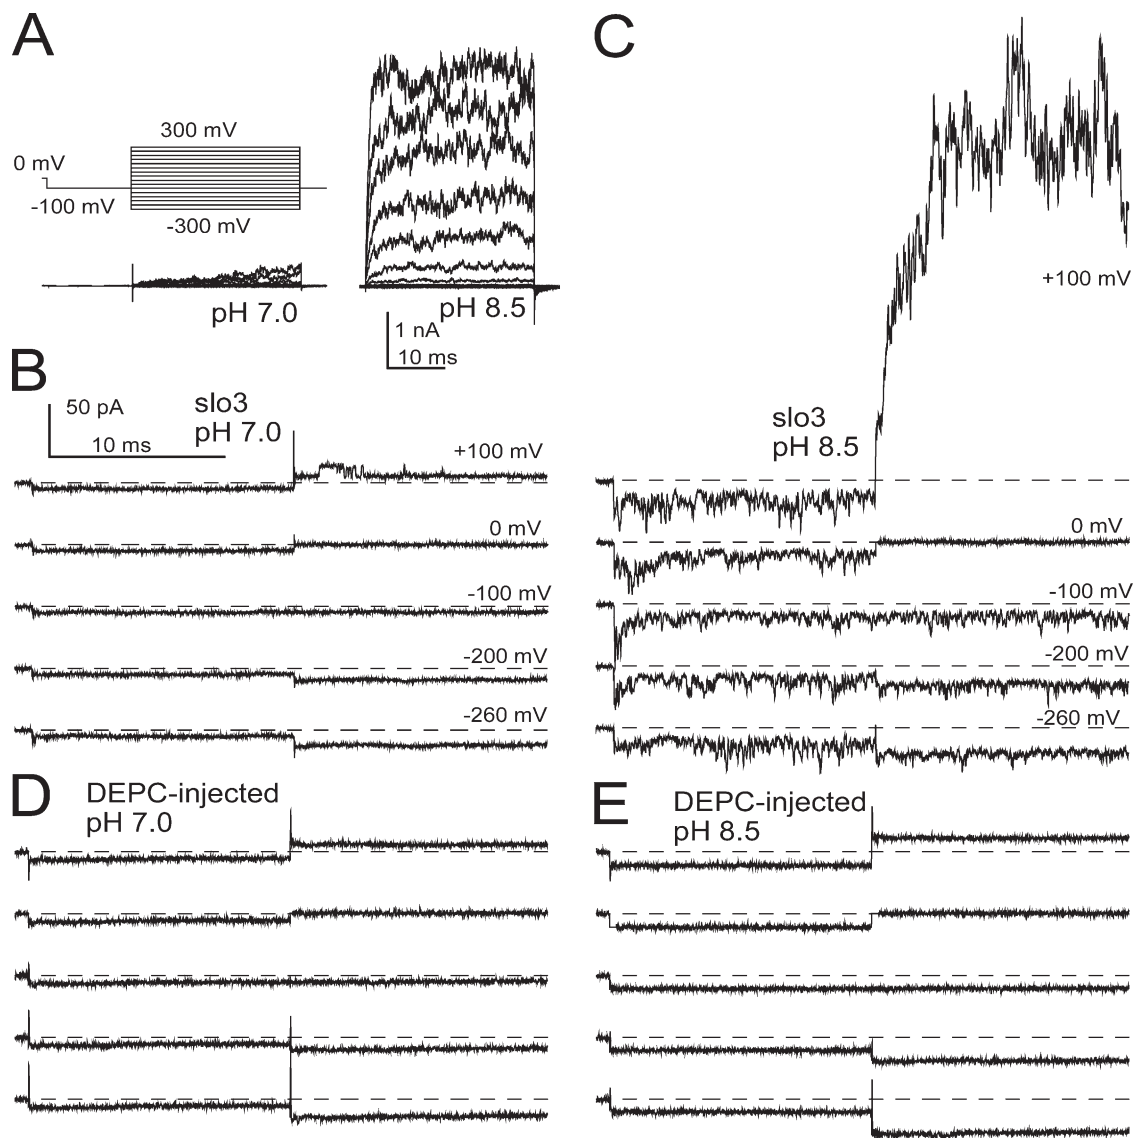 A
300 mV
0 mV
-100 mV
-300 mV
pH 7.0
pH 8.5
1 nA
10 ms
B
50 pA
10 ms
slo3
pH 7.0
+100 mV
0 mV
-100 mV
-200 mV
-260 mV
C
+100 mV
slo3
pH 8.5
0 mV
-100 mV
-200 mV
-260 mV
D
DEPC-injected
pH 7.0
E
DEPC-injected
pH 8.5